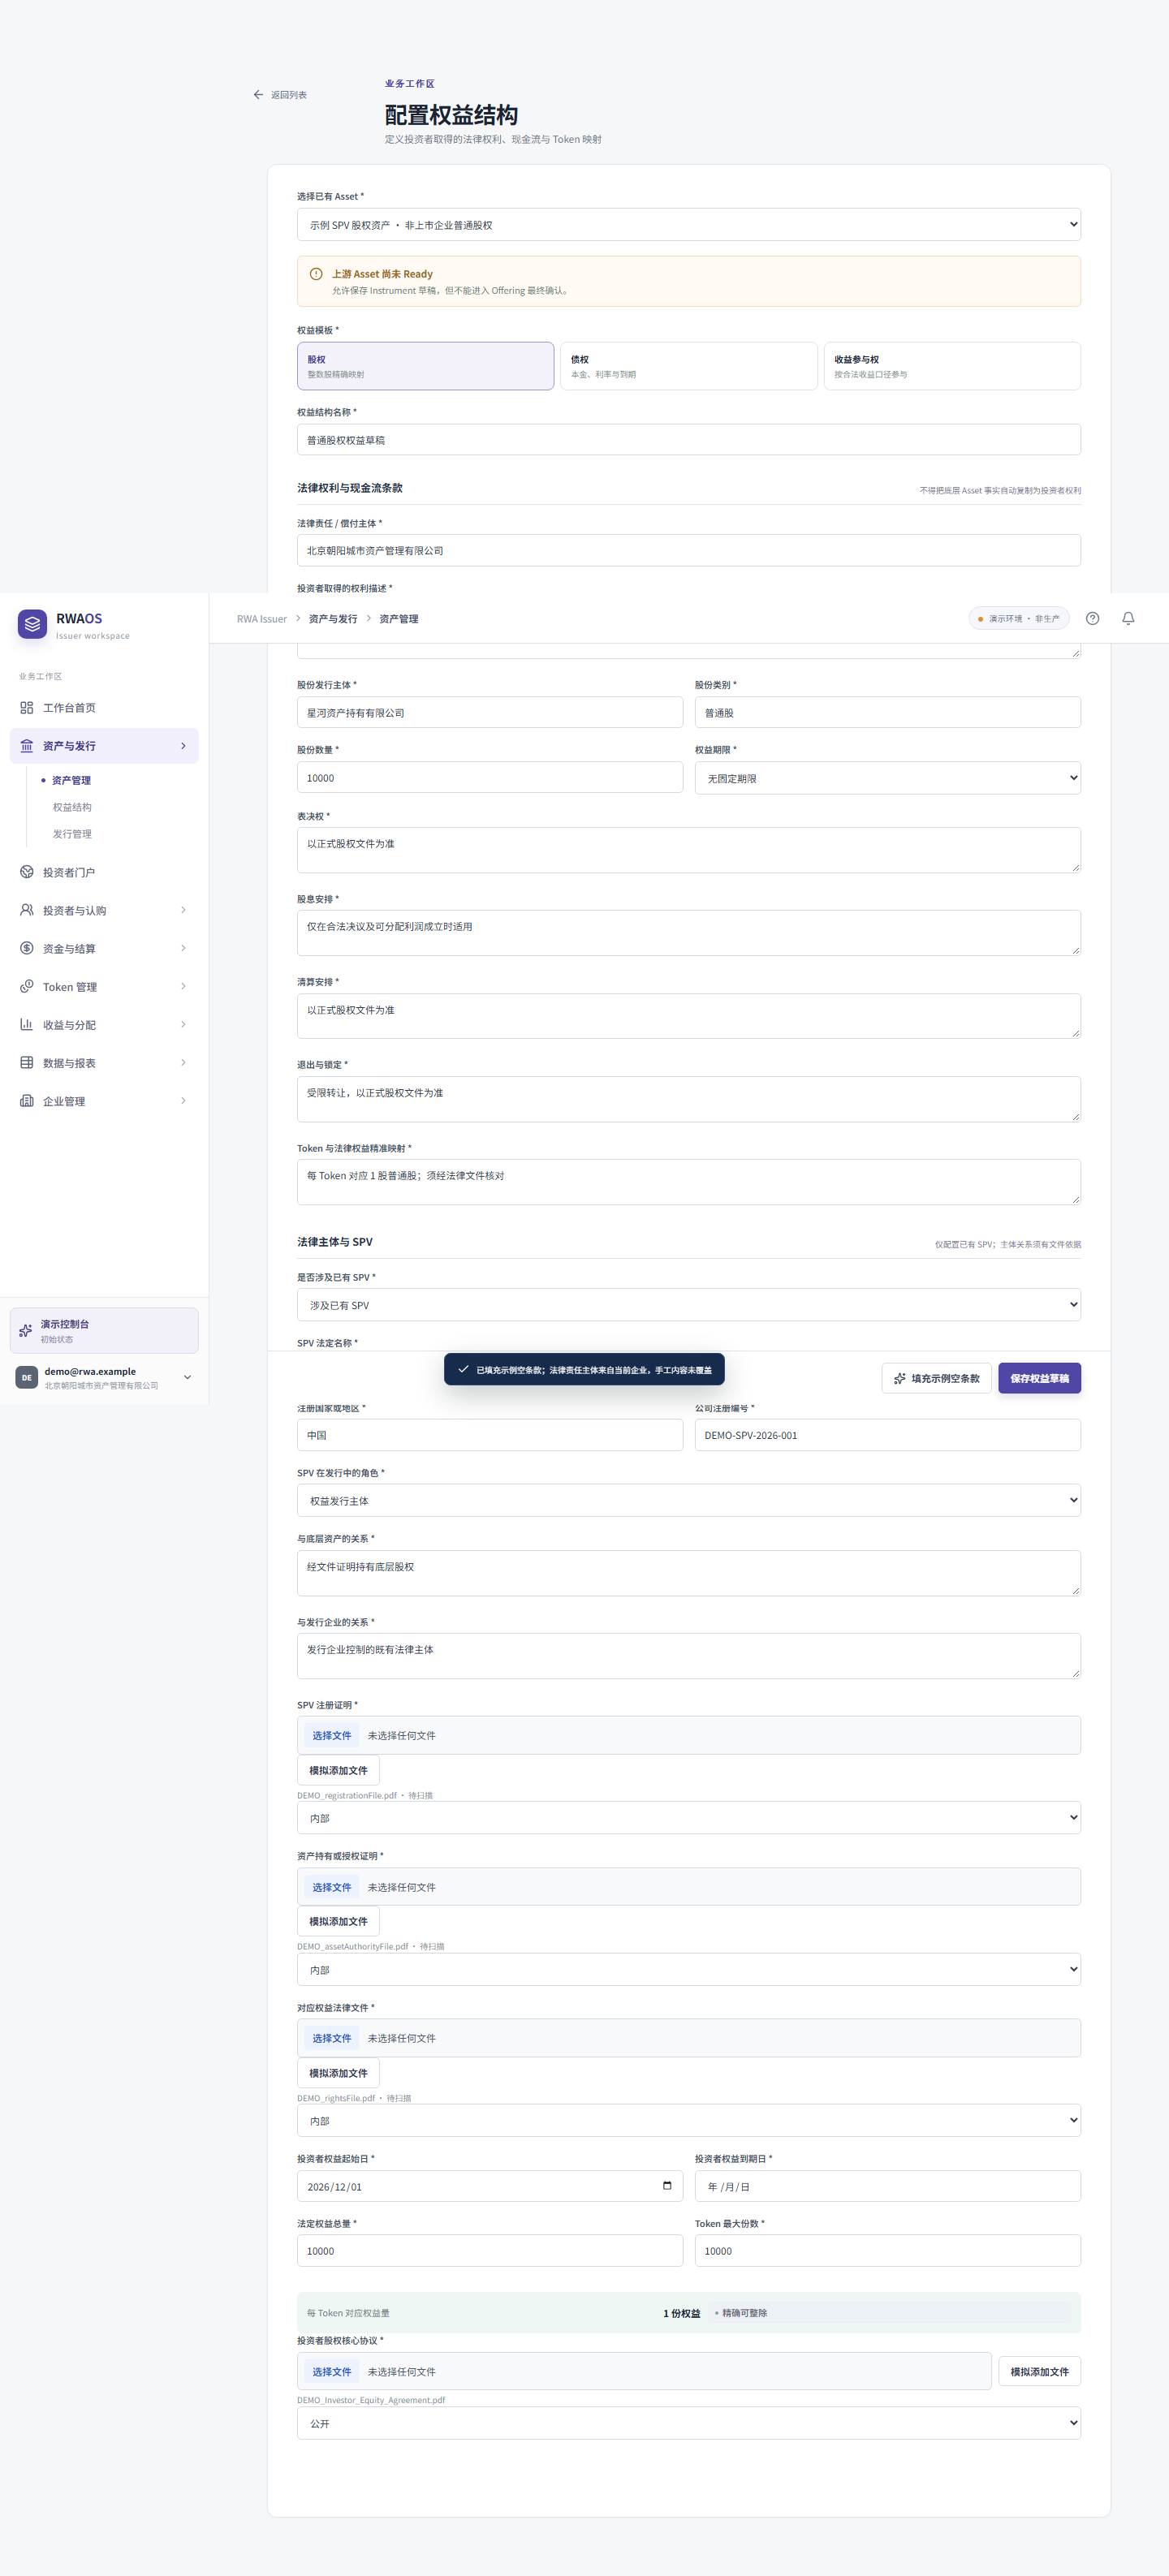 业务工作区
返回列表
配置权益结构
定义投资者取得的法律权利、现金流与 Token 映射
选择已有 Asset *
示例 SPV 股权资产 · 非上市企业普通股权
上游 Asset 尚未 Ready
允许保存 Instrument 草稿，但不能进入 Offering 最终确认。
权益模板 *
股权
整数股精确映射
债权
本金、利率与到期
收益参与权
按合法收益口径参与
权益结构名称 *
普通股权权益草稿
法律权利与现金流条款
不得把底层 Asset 事实自动复制为投资者权利
法律责任 / 偿付主体 *
北京朝阳城市资产管理有限公司
投资者取得的权利描述 *
RWAOS
Issuer workspace
RWA Issuer
资产与发行
资产管理
演示环境 · 非生产
业务工作区
工作台首页
资产与发行
资产管理
权益结构
发行管理
投资者门户
投资者与认购
资金与结算
Token 管理
收益与分配
数据与报表
企业管理
演示控制台
初始状态
DE
demo@rwa.example
北京朝阳城市资产管理有限公司
股份发行主体 *
星河资产持有有限公司
股份类别 *
普通股
股份数量 *
10000
权益期限 *
无固定期限
表决权 *
以正式股权文件为准
股息安排 *
仅在合法决议及可分配利润成立时适用
清算安排 *
以正式股权文件为准
退出与锁定 *
受限转让，以正式股权文件为准
Token 与法律权益精准映射 *
每 Token 对应 1 股普通股；须经法律文件核对
法律主体与 SPV
仅配置已有 SPV；主体关系须有文件依据
是否涉及已有 SPV *
涉及已有 SPV
SPV 法定名称 *
已填充示例空条款；法律责任主体来自当前企业，手工内容未覆盖
填充示例空条款
保存权益草稿
注册国家或地区 *
中国
公司注册编号 *
DEMO-SPV-2026-001
SPV 在发行中的角色 *
权益发行主体
与底层资产的关系 *
经文件证明持有底层股权
与发行企业的关系 *
发行企业控制的既有法律主体
SPV 注册证明 *
选择文件 未选择任何文件
模拟添加文件
DEMO_registrationFile.pdf · 待扫描
内部
资产持有或授权证明 *
选择文件 未选择任何文件
模拟添加文件
DEMO_assetAuthorityFile.pdf · 待扫描
内部
对应权益法律文件 *
选择文件 未选择任何文件
模拟添加文件
DEMO_rightsFile.pdf · 待扫描
内部
投资者权益起始日 *
2026/12/01
投资者权益到期日 *
年 /月/日
法定权益总量 *
10000
Token 最大份数 *
10000
每 Token 对应权益量
1 份权益
精确可整除
投资者股权核心协议 *
选择文件 未选择任何文件
模拟添加文件
DEMO_Investor_Equity_Agreement.pdf
公开